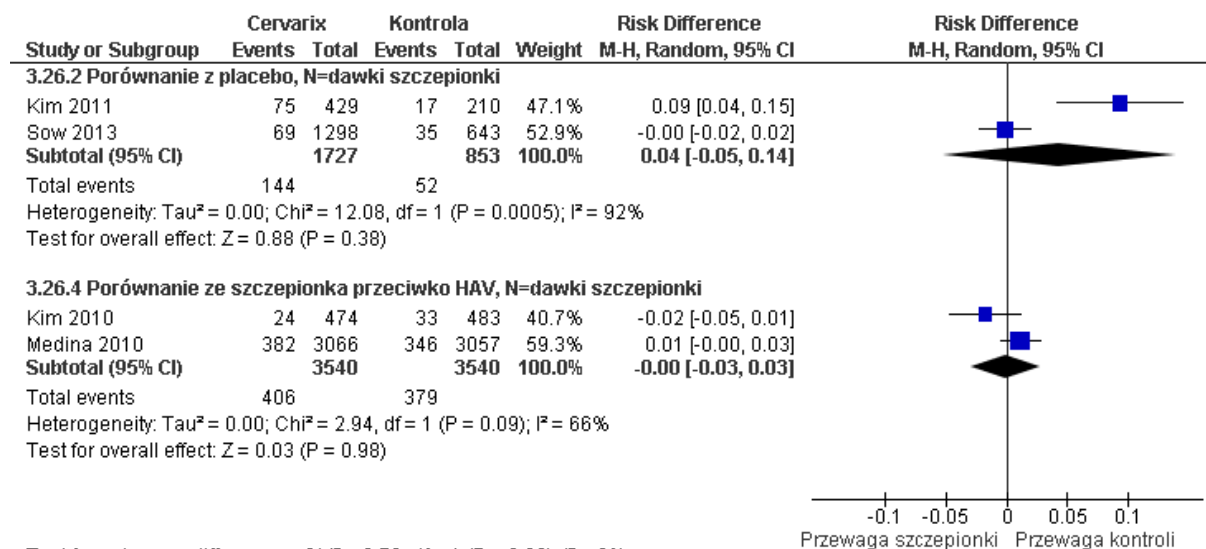 Cervarix Kontrola Risk Difference Risk Difference
Study or Subgroup Events Total Events Total Weight M-H, Random, 95% CI M-H, Random, 95% CI
3.26.2 Porównanie z placebo, N=dawki szczepionki
Kim 2011 75 429 17 210 47.1% 0.09 [0.04, 0.15]
Sow 2013 69 1298 35 643 52.9% -0.00 [-0.02, 0.02]
Subtotal (95% CI) 1727 853 100.0% 0.04 [-0.05, 0.14]
Total events 144 52
Heterogeneity: Tau² = 0.00; Chi² = 12.08, df = 1 (P = 0.0005); I² = 92%
Test for overall effect: Z = 0.88 (P = 0.38)
3.26.4 Porównanie ze szczepionka przeciwko HAV, N=dawki szczepionki
Kim 2010 24 474 33 483 40.7% -0.02 [-0.05, 0.01]
Medina 2010 382 3066 346 3057 59.3% 0.01 [-0.00, 0.03]
Subtotal (95% CI) 3540 3540 100.0% -0.00 [-0.03, 0.03]
Total events 406 379
Heterogeneity: Tau² = 0.00; Chi² = 2.94, df = 1 (P = 0.09); I² = 66%
Test for overall effect: Z = 0.03 (P = 0.98)
-0.1 -0.05 0 0.05 0.1
Przewaga szczepionki Przewaga kontroli